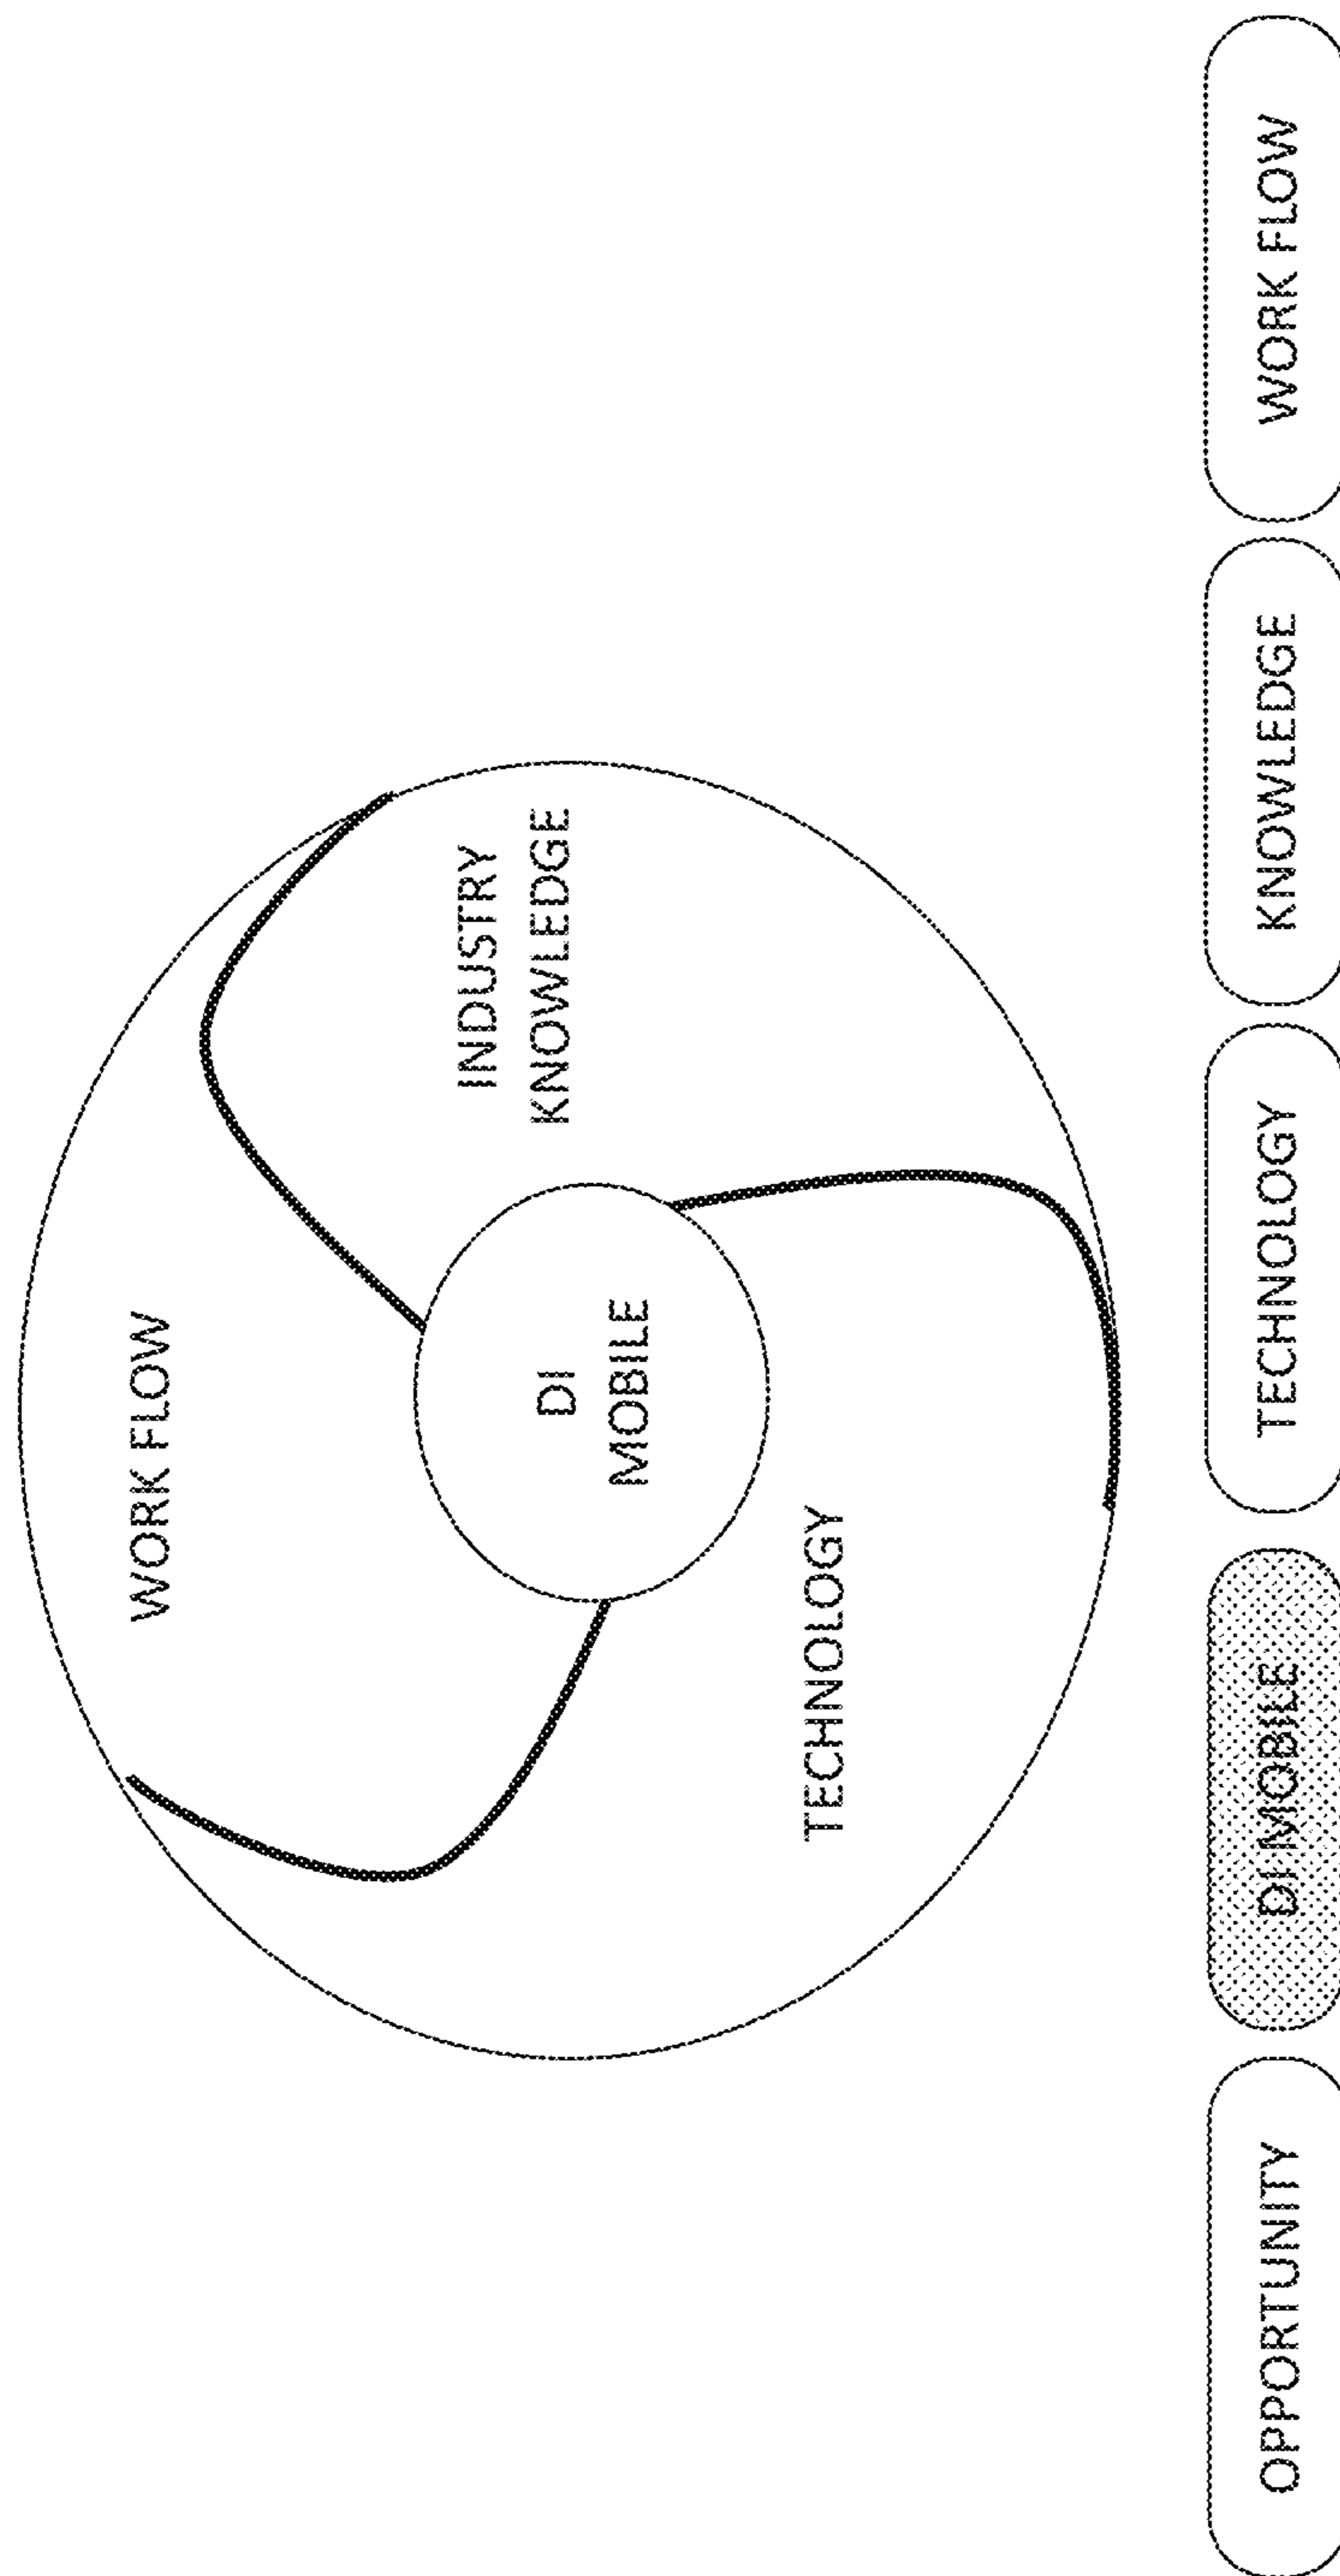 WORK FLOW
INDUSTRY
KNOWLEDGE
DI
MOBILE
TECHNOLOGY
OPPORTUNITY
DI MOBILE
TECHNOLOGY
KNOWLEDGE
WORK FLOW